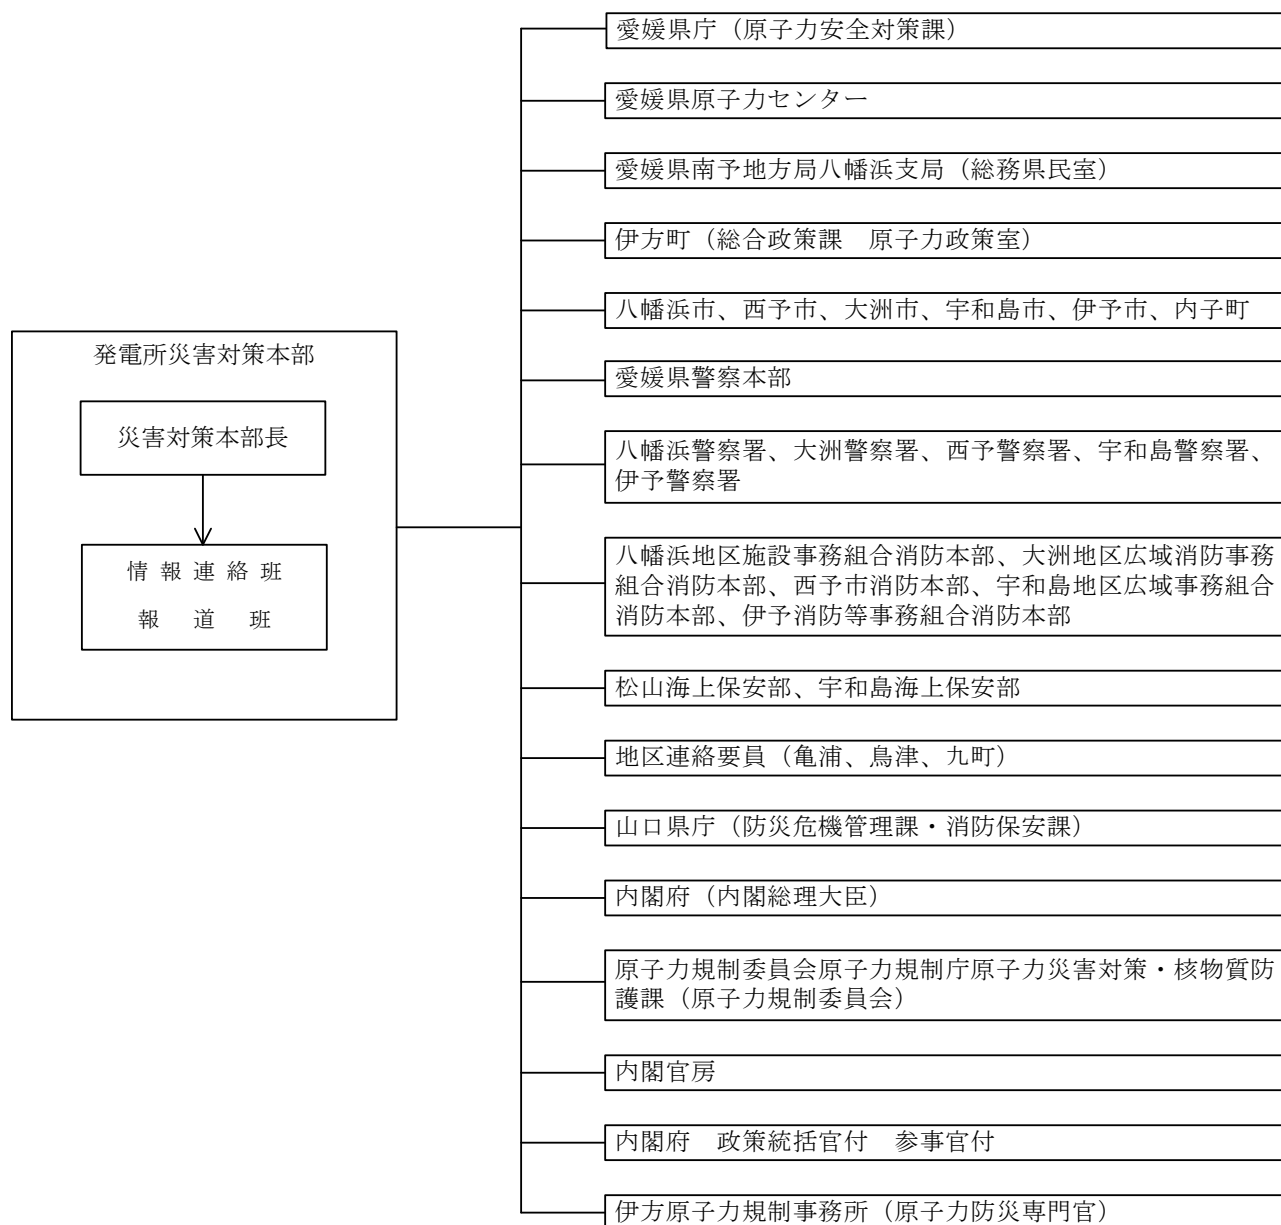 発電所災害対策本部
災害対策本部長
情報連絡班
報道班
愛媛県庁（原子力安全対策課）
愛媛県原子力センター
愛媛県南予地方局八幡浜支局（総務県民室）
伊方町（総合政策課　原子力政策室）
八幡浜市、西予市、大洲市、宇和島市、伊予市、内子町
愛媛県警察本部
八幡浜警察署、大洲警察署、西予警察署、宇和島警察署、
伊予警察署
八幡浜地区施設事務組合消防本部、大洲地区広域消防事務
組合消防本部、西予市消防本部、宇和島地区広域事務組合
消防本部、伊予消防等事務組合消防本部
松山海上保安部、宇和島海上保安部
地区連絡要員（亀浦、鳥津、九町）
山口県庁（防災危機管理課・消防保安課）
内閣府（内閣総理大臣）
原子力規制委員会原子力規制庁原子力災害対策・核物質防
護課（原子力規制委員会）
内閣官房
内閣府　政策統括官付　参事官付
伊方原子力規制事務所（原子力防災専門官）